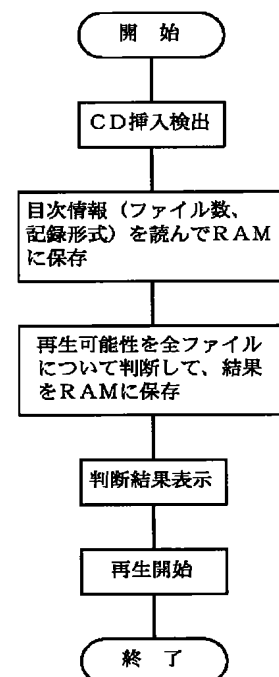 開 始
CD挿入検出
目次情報(ファイル数、
記録形式)を読んでRAM
に保存
再生可能性を全ファイル
について判断して、結果
をRAMに保存
判断結果表示
再生開始
終 了